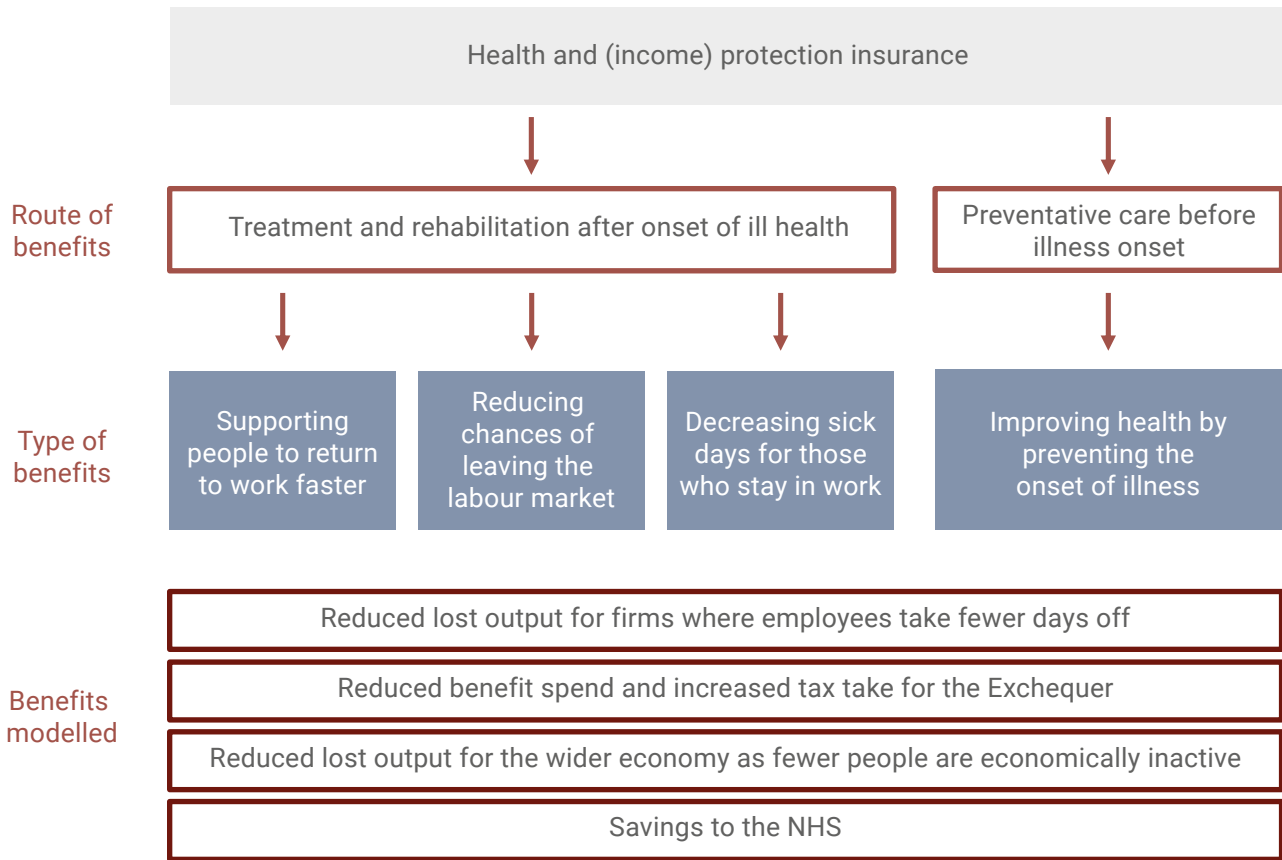 Health and (income) protection insurance
Route of
benefits
Treatment and rehabilitation after onset of ill health
Preventative care before
illness onset
Type of
benefits
Supporting
people to return
to work faster
Reducing
chances of
leaving the
labour market
Decreasing sick
days for those
who stay in work
Improving health by
preventing the
onset of illness
Benefits
modelled
Reduced lost output for firms where employees take fewer days off
Reduced benefit spend and increased tax take for the Exchequer
Reduced lost output for the wider economy as fewer people are economically inactive
Savings to the NHS